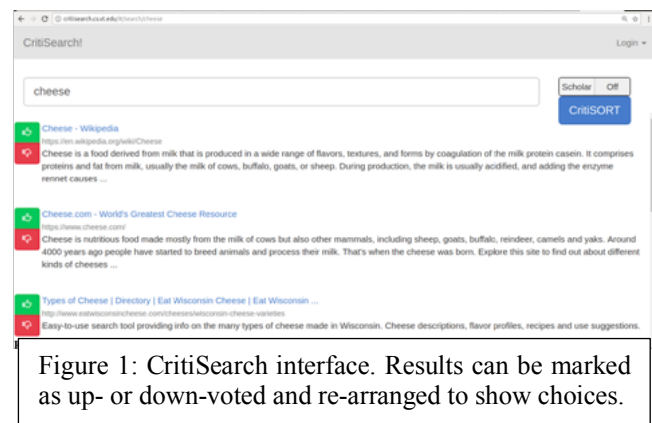 critisearch.cs.vt.edu/#/search/cheese
CritiSearch!
Login
cheese
Scholar Off
CritiSORT
Cheese - Wikipedia
https://en.wikipedia.org/wiki/Cheese
Cheese is a food derived from milk that is produced in a wide range of flavors, textures, and forms by coagulation of the milk protein casein. It comprises
proteins and fat from milk, usually the milk of cows, buffalo, goats, or sheep. During production, the milk is usually acidified, and adding the enzyme
rennet causes ...
Cheese.com - World's Greatest Cheese Resource
https://www.cheese.com/
Cheese is nutritious food made mostly from the milk of cows but also other mammals, including sheep, goats, buffalo, reindeer, camels and yaks. Around
4000 years ago people have started to breed animals and process their milk. That's when the cheese was born. Explore this site to find out about different
kinds of cheeses ...
Types of Cheese | Directory | Eat Wisconsin Cheese | Eat Wisconsin ...
http://www.eatwisconsincheese.com/cheeses/wisconsin-cheese-varieties
Easy-to-use search tool providing info on the many types of cheese made in Wisconsin. Cheese descriptions, flavor profiles, recipes and use suggestions.
Figure 1: CritiSearch interface. Results can be marked
as up- or down-voted and re-arranged to show choices.